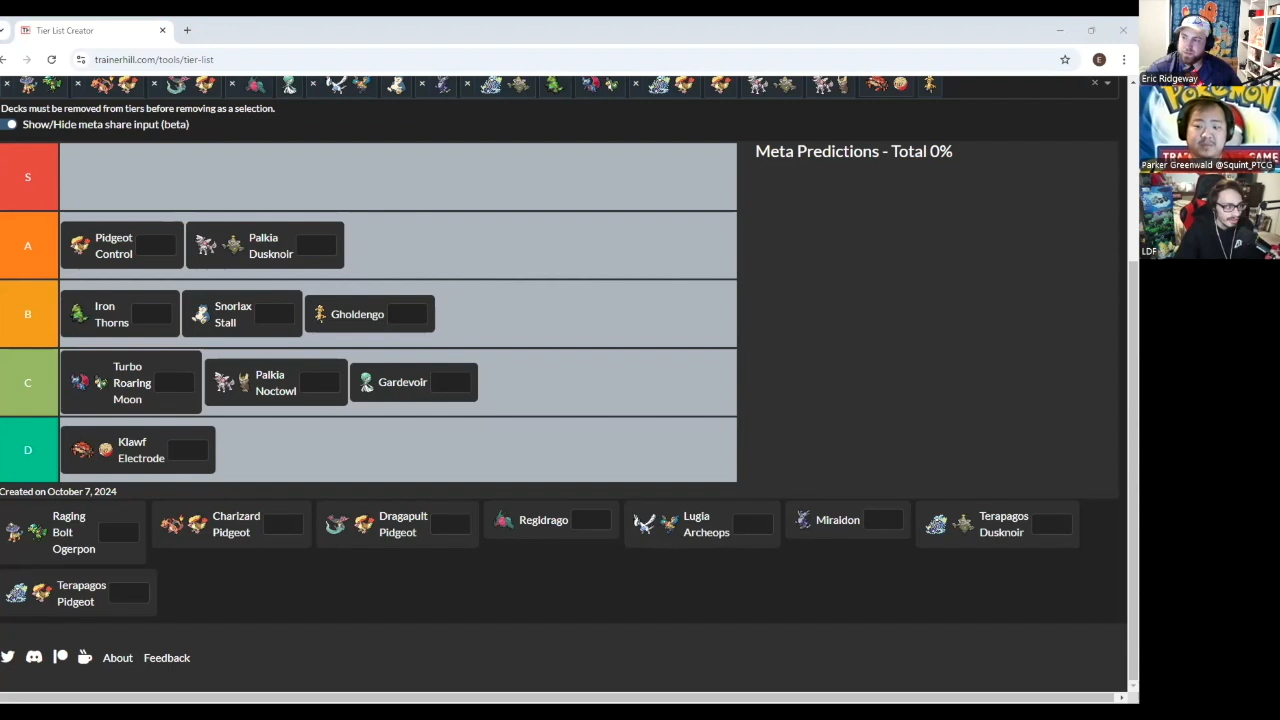 Tier List Creator
trainerhill.com/tools/tier-list
E
Decks must be removed from tiers before removing as a selection.
Show/Hide meta share input (beta)
Meta Predictions - Total 0%
S
A
Pidgeot
Control
Palkia
Dusknoir
B
Iron
Thorns
Snorlax
Stall
Gholdengo
C
Turbo
Roaring
Moon
Palkia
Noctowl
Gardevoir
D
Klawf
Electrode
Created on October 7, 2024
Raging
Bolt
Ogerpon
Charizard
Pidgeot
Dragapult
Pidgeot
Regidrago
Lugia
Archeops
Miraidon
Terapagos
Dusknoir
Terapagos
Pidgeot
About
Feedback
Eric Ridgeway
Parker Greenwald @Squint_PTCG
LDF